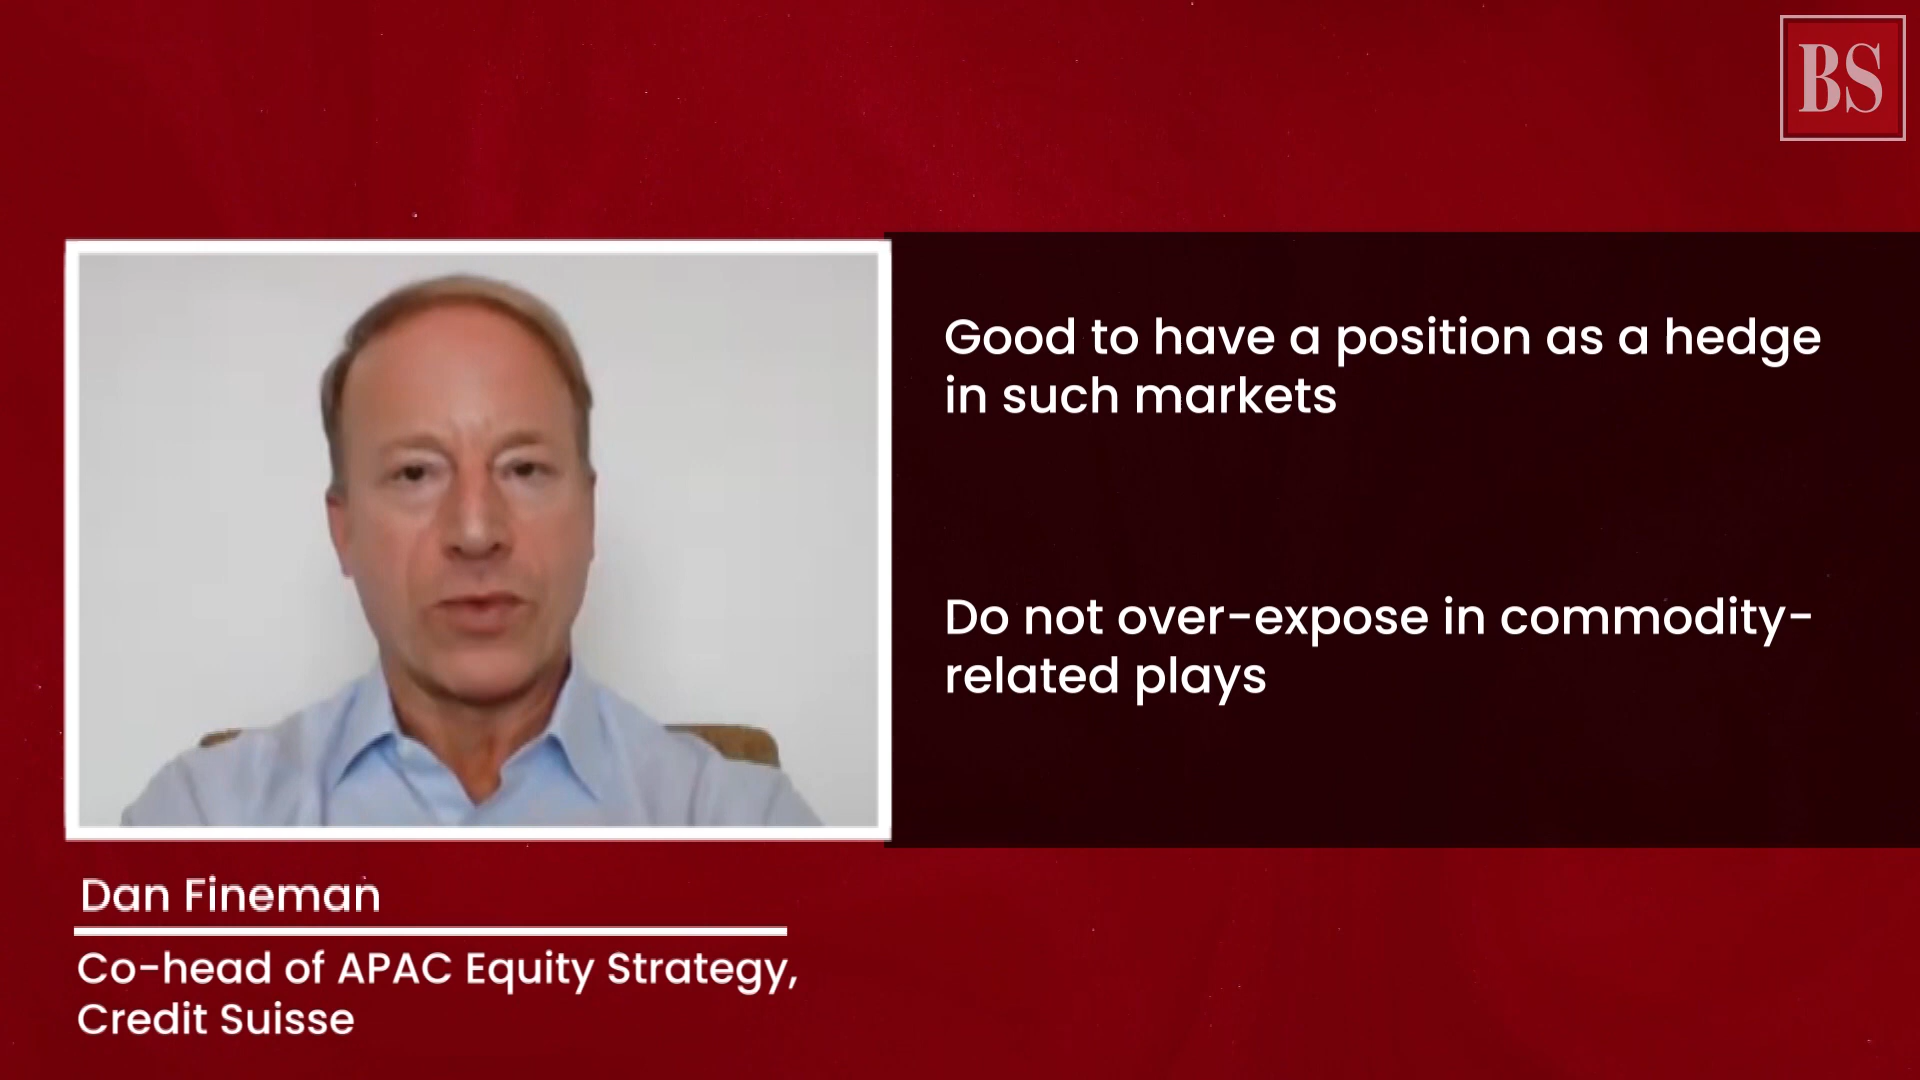 BS
Good to have a position as a hedge
in such markets
Do not over-expose in commodity-
related plays
Dan Fineman
Co-head of APAC Equity Strategy,
Credit Suisse